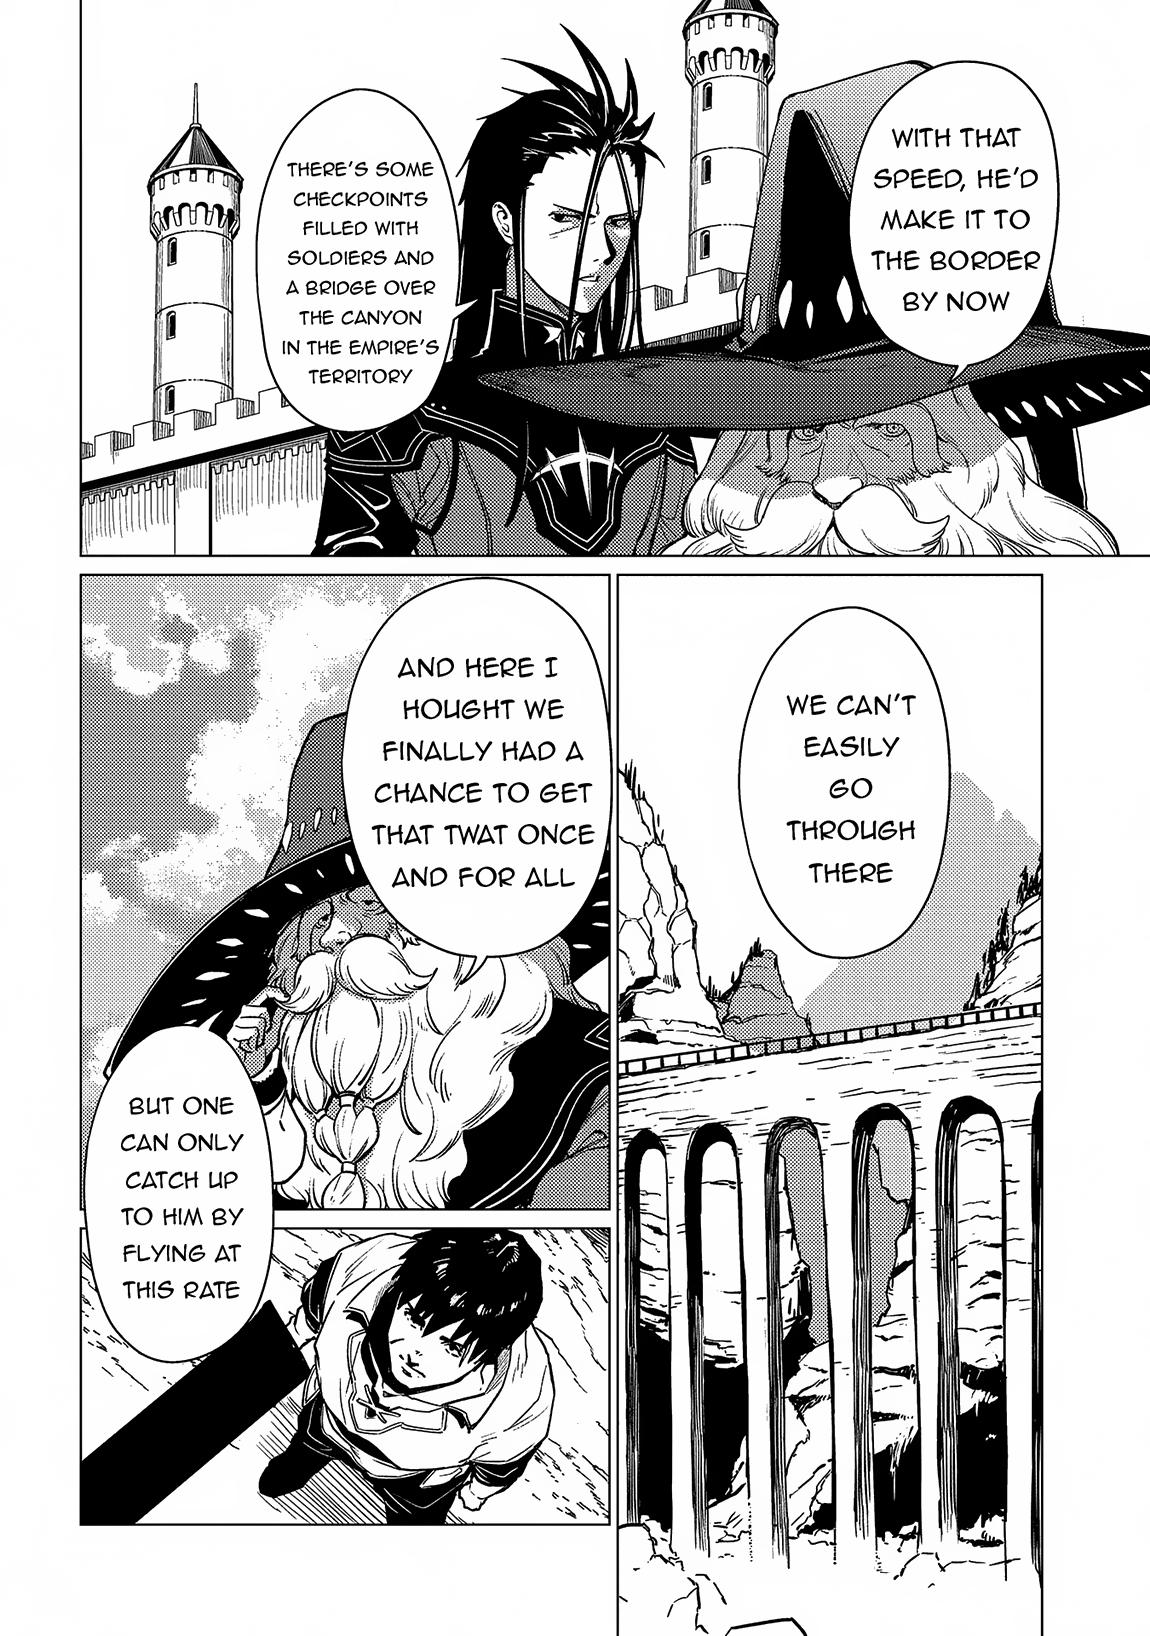 WITH THAT
SPEED, HE'D
MAKE IT TO
THE BORDER
BY NOW
THERE'S SOME
CHECKPOINTS
FILLED WITH
SOLDIERS AND
A BRIDGE OVER
THE CANYON
IN THE EMPIRE'S
TERRITORY
WE CAN'T
EASILY
GO
THROUGH
THERE
AND HERE I
HOUGHT WE
FINALLY HAD A
CHANCE TO GET
THAT TWAT ONCE
AND FOR ALL
BUT ONE
CAN ONLY
CATCH UP
TO HIM BY
FLYING AT
THIS RATE